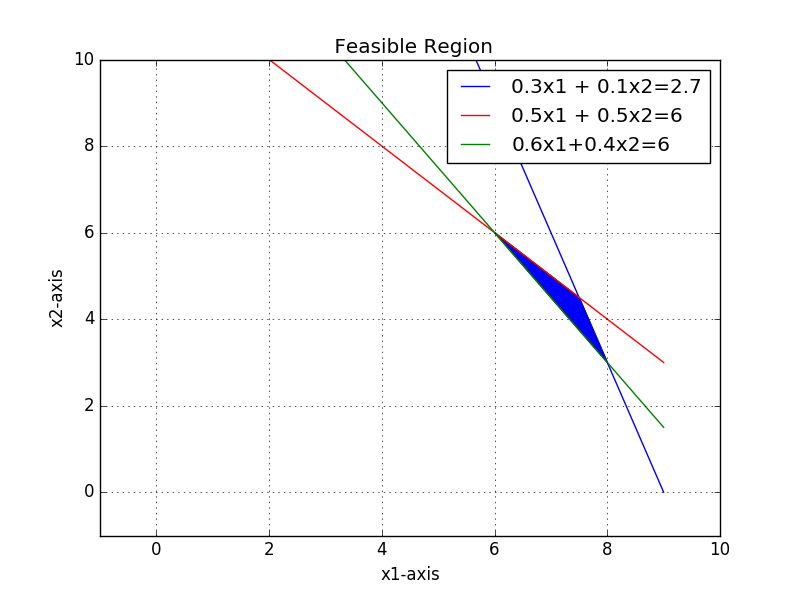 Feasible Region
0.3x1 + 0.1x2=2.7
0.5x1 + 0.5x2=6
0.6x1+0.4x2=6
10
8
6
4
2
0
x2-axis
0 2 4 6 8 10
x1-axis